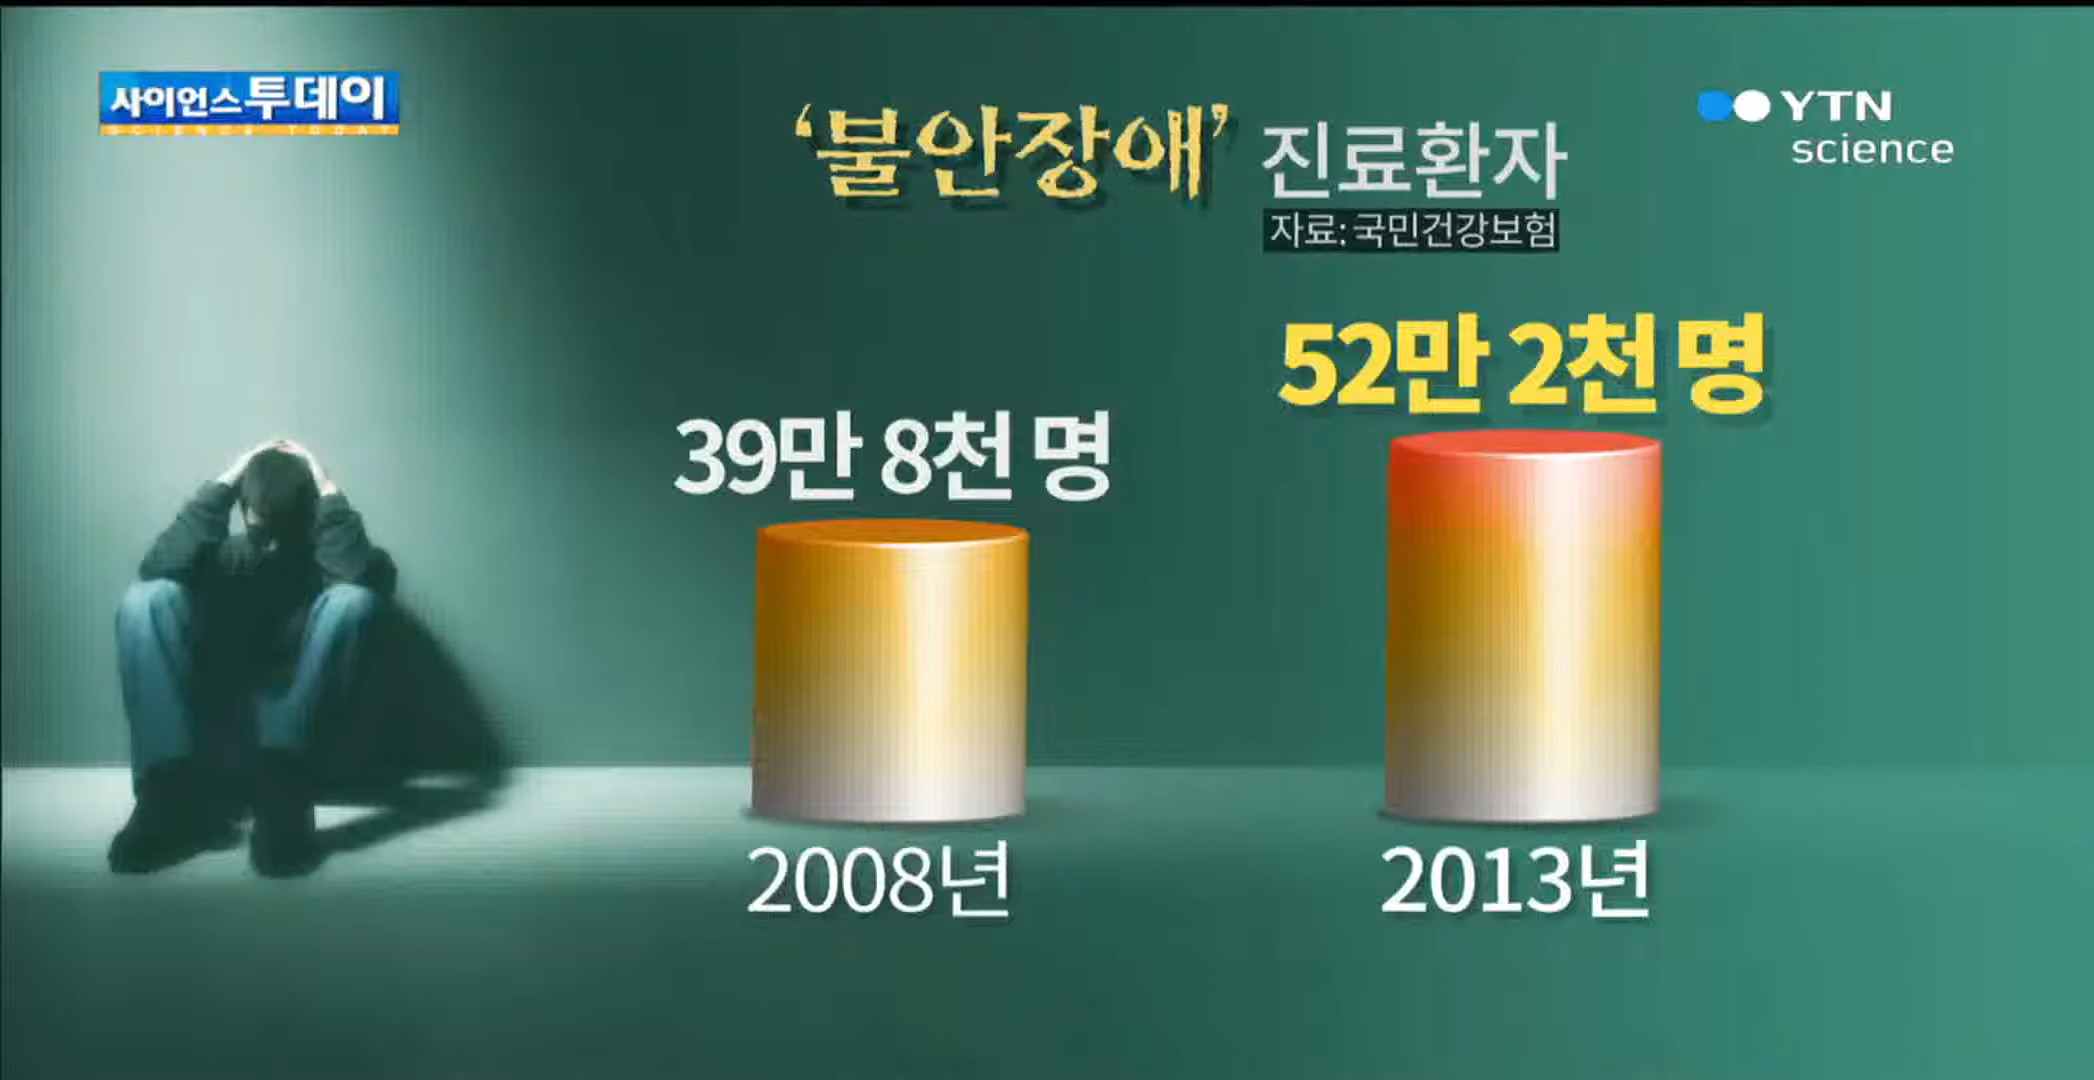 사이언스투데이
SCIENCE TODAY
YTN
science
‘불안장애’ 진료환자
자료: 국민건강보험
39만 8천 명
52만 2천 명
2008년
2013년